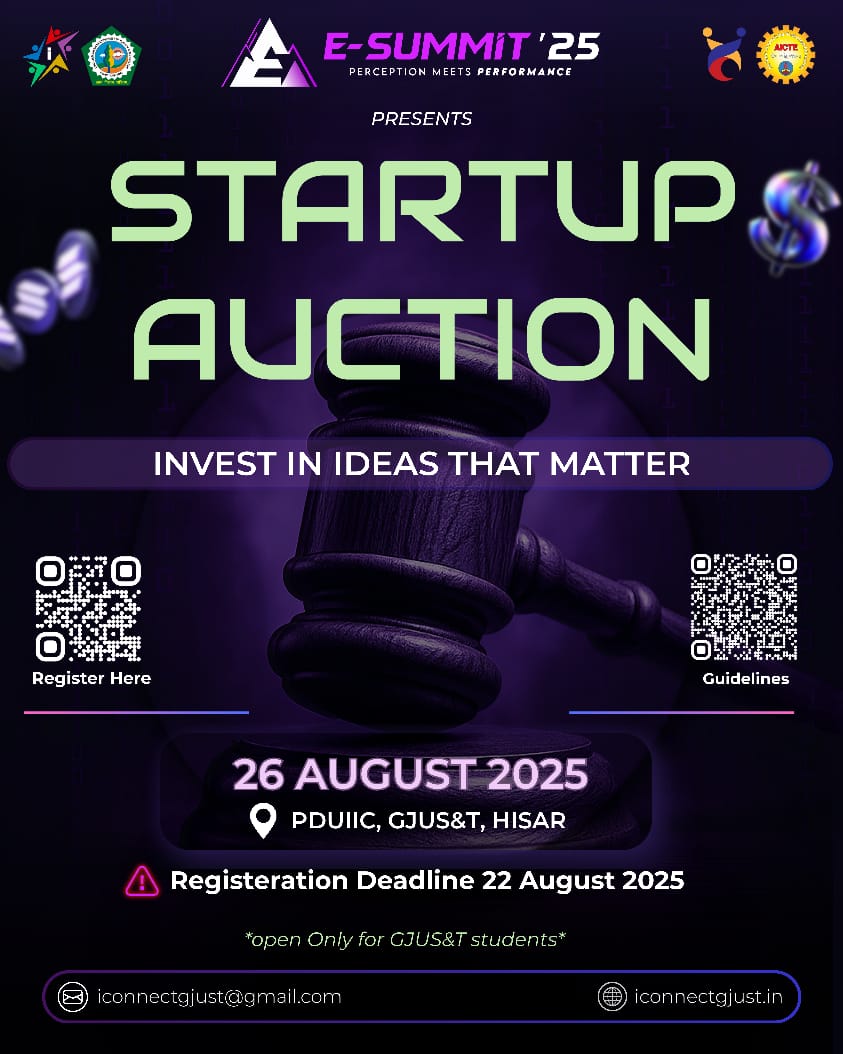 E-SUMMIT '25
PERCEPTION MEETS PERFORMANCE
AICTE
PRESENTS
STARTUP
AUCTION
INVEST IN IDEAS THAT MATTER
Register Here
Guidelines
26 AUGUST 2025
PDUIIC, GJUS&T, HISAR
Registeration Deadline 22 August 2025
*open Only for GJUS&T students*
iconnectgjust@gmail.com
iconnectgjust.in